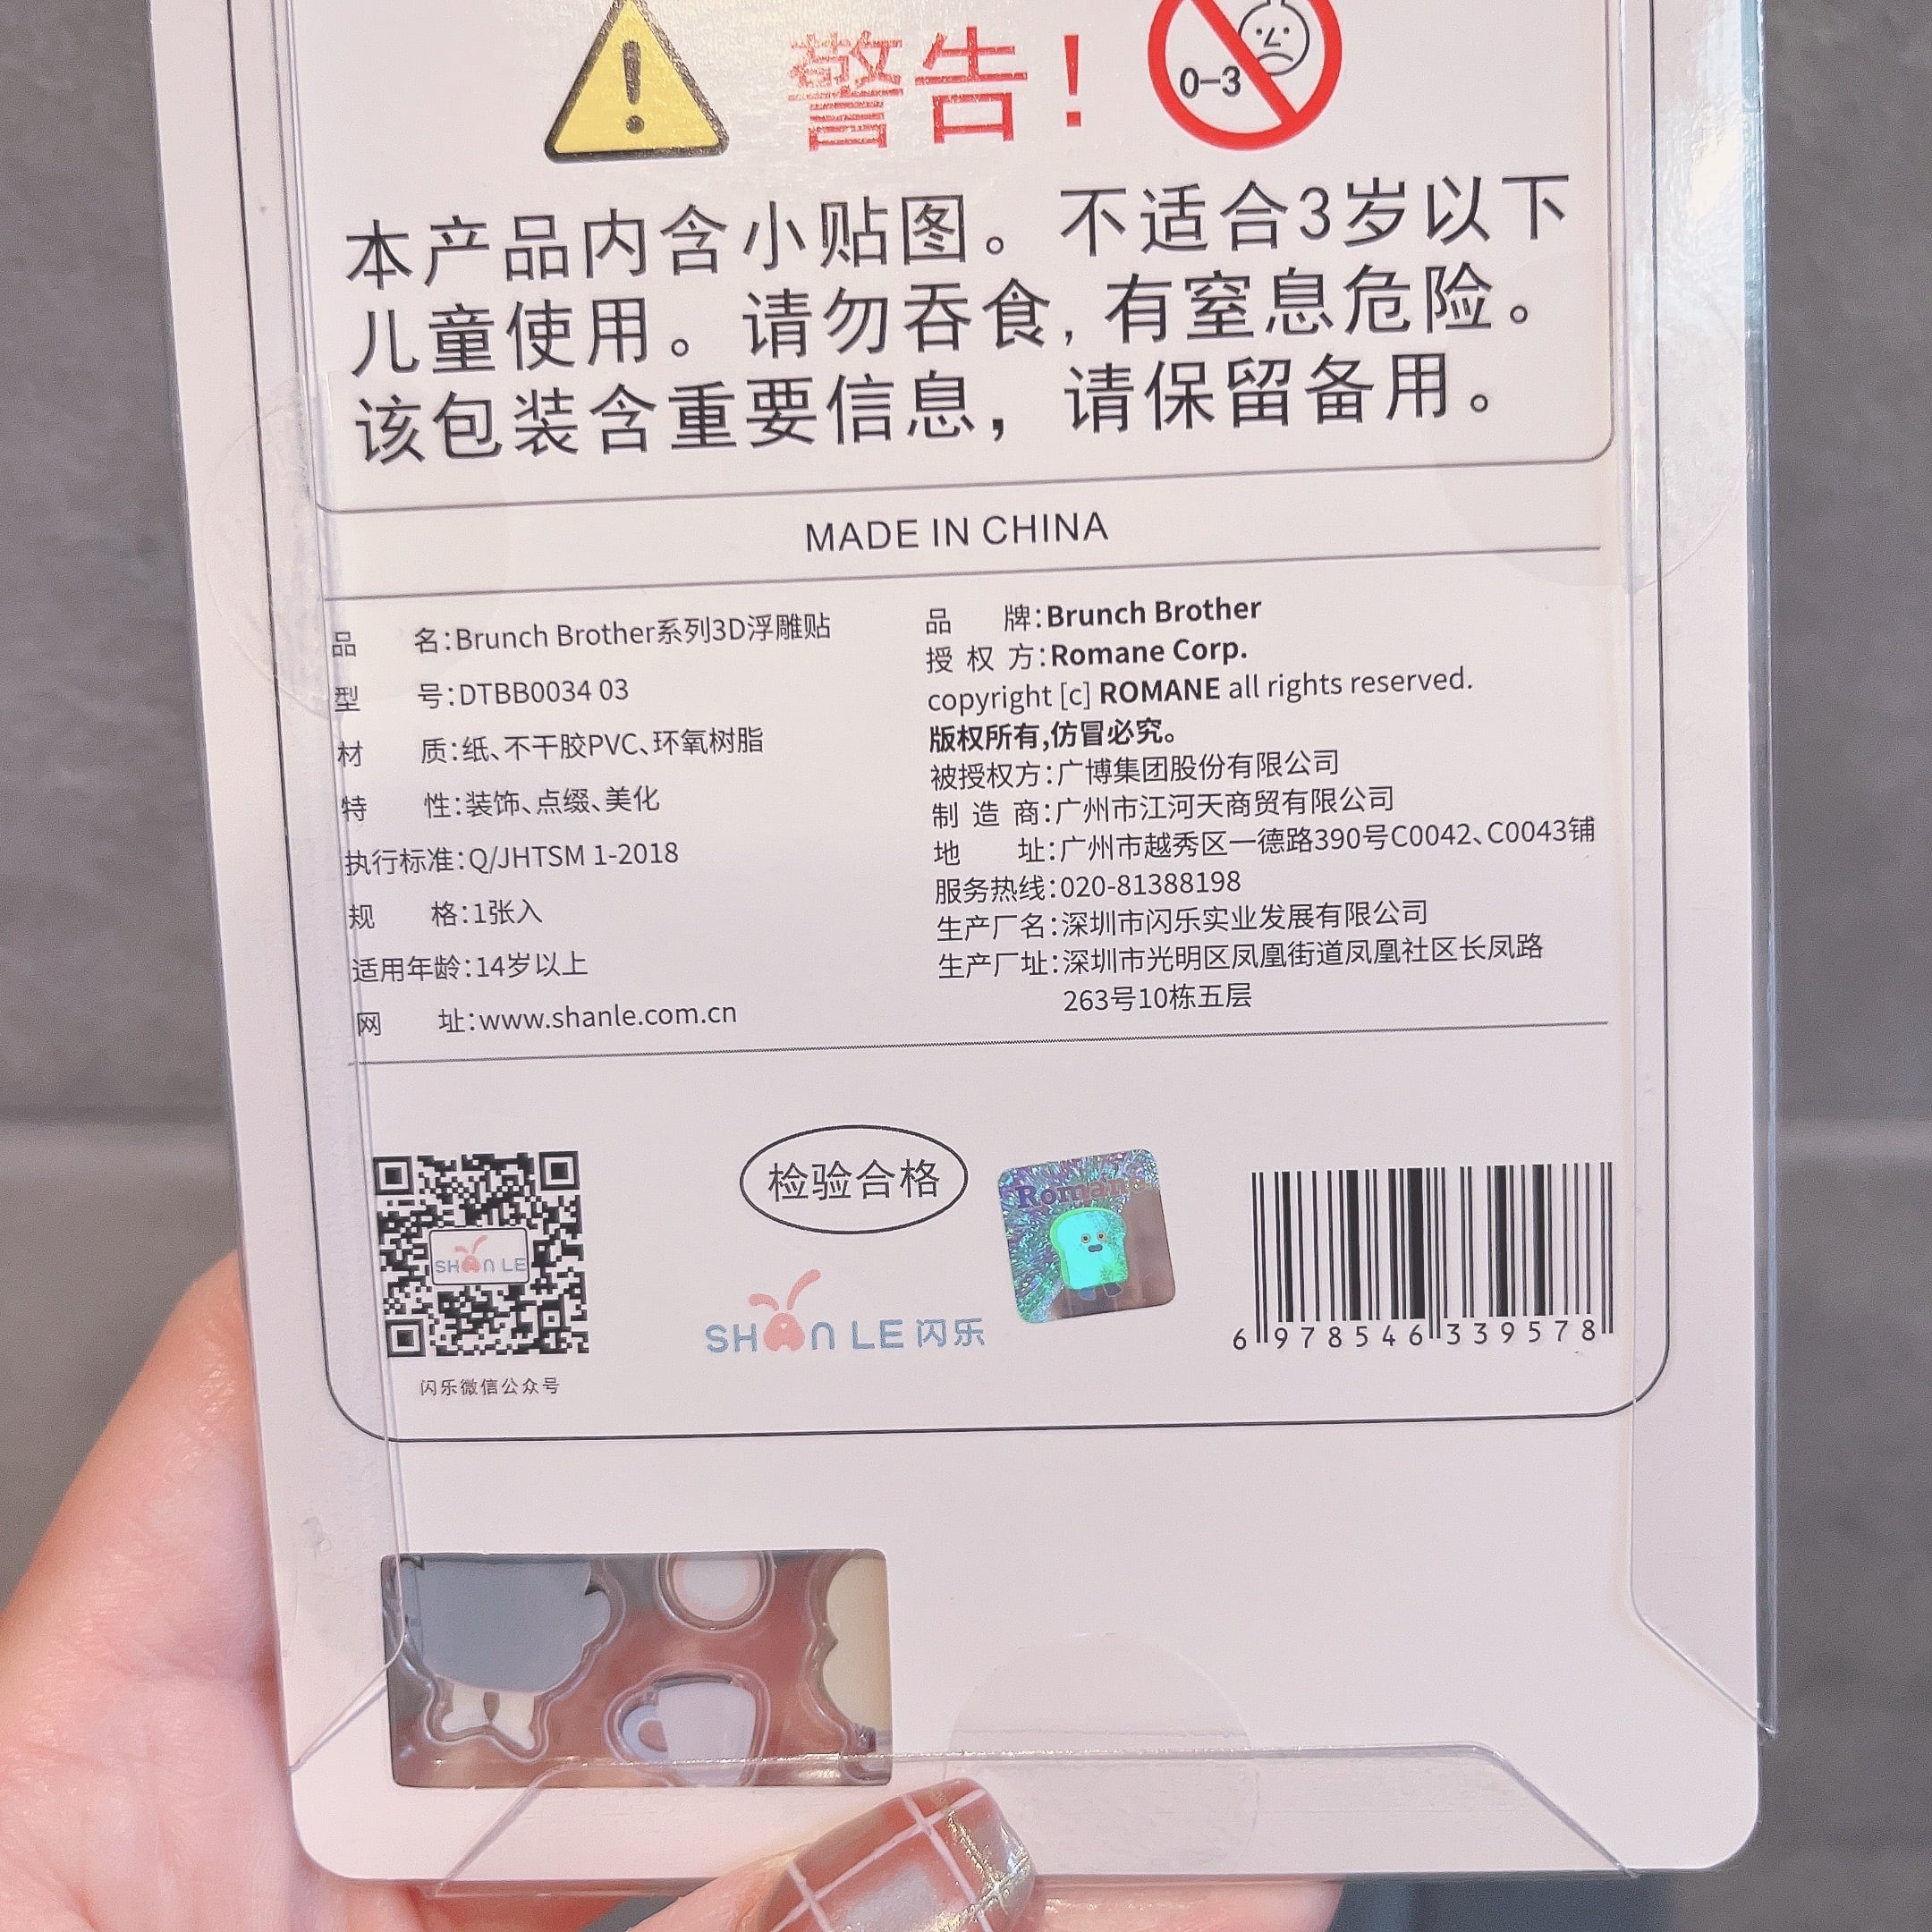 警告!
0-3
本产品内含小贴图。不适合3岁以下
儿童使用。请勿吞食,有窒息危险。
该包装含重要信息,请保留备用。
MADE IN CHINA
品 名:Brunch Brother系列3D浮雕贴
型 号:DTBB0034 03
材 质:纸、不干胶PVC、环氧树脂
特 性:装饰、点缀、美化
执行标准:Q/JHTSM 1-2018
规 格:1张入
适用年龄:14岁以上
网 址:www.shanle.com.cn
品 牌:Brunch Brother
授 权 方:Romane Corp.
copyright [c] ROMANE all rights reserved.
版权所有,仿冒必究。
被授权方:广博集团股份有限公司
制 造 商:广州市江河天商贸有限公司
地 址:广州市越秀区一德路390号C0042、C0043铺
服务热线:020-81388198
生产厂名:深圳市闪乐实业发展有限公司
生产厂址:深圳市光明区凤凰街道凤凰社区长凤路
263号10栋五层
SHAN LE
闪乐微信公众号
检验合格
SHAN LE 闪乐
Romane
6 978546 339578